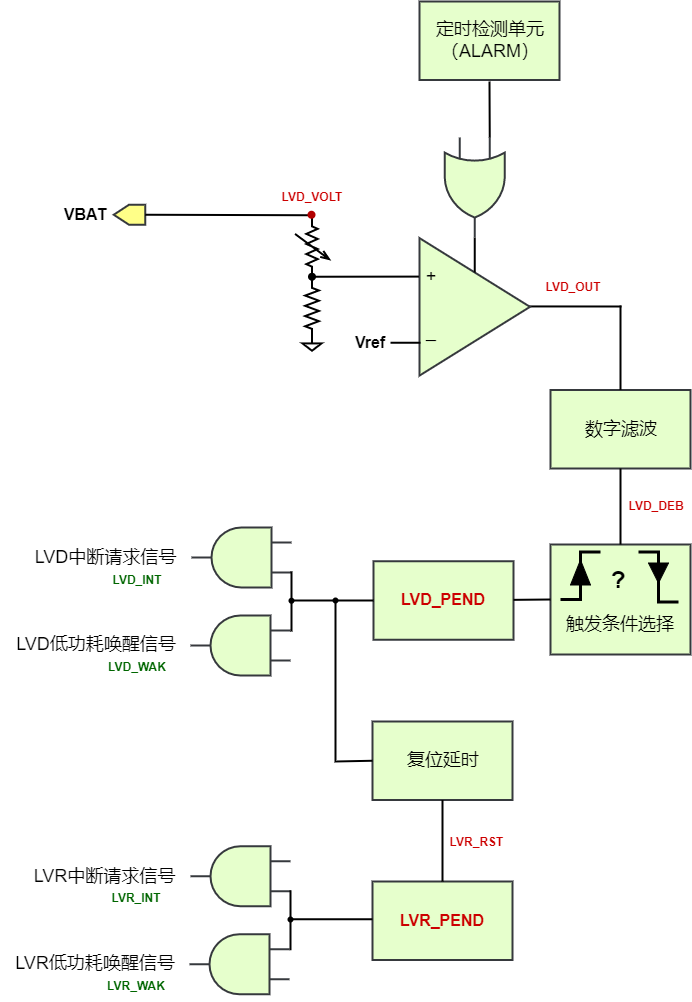 定时检测单元
（ALARM）
LVD_VOLT
VBAT
+
LVD_OUT
Vref
−
数字滤波
LVD_DEB
LVD中断请求信号
LVD_INT
LVD_PEND
?
触发条件选择
LVD低功耗唤醒信号
LVD_WAK
复位延时
LVR_RST
LVR中断请求信号
LVR_INT
LVR_PEND
LVR低功耗唤醒信号
LVR_WAK